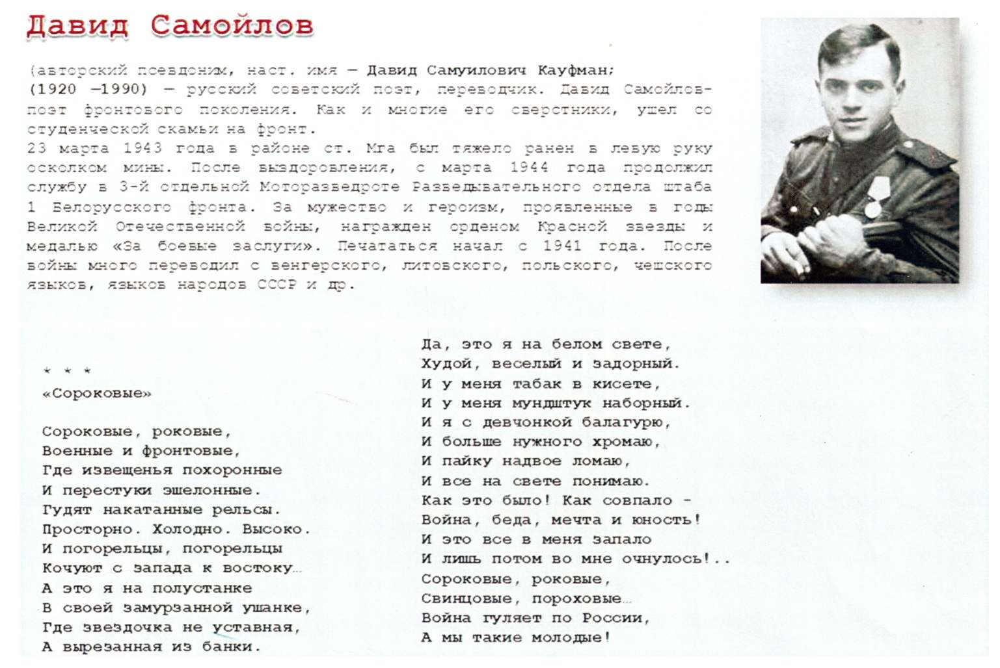 Давид Самойлов
(авторский псевдоним, наст. имя — Давид Самуилович Кауфман;
(1920 —1990) — русский советский поэт, переводчик. Давид Самойлов-
поэт фронтового поколения. Как и многие его сверстники, ушел со
студенческой скамьи на фронт.
23 марта 1943 года в районе ст. Мга был тяжело ранен в левую руку
осколком мины. После выздоровления, с марта 1944 года продолжил
службу в 3-й отдельной Моторазведроте Разведывательного отдела штаба
1 Белорусского фронта. За мужество и героизм, проявленные в годы
Великой Отечественной войны, награжден орденом Красной звезды и
медалью «За боевые заслуги». Печататься начал с 1941 года. После
войны много переводил с венгерского, литовского, польского, чешского
языков, языков народов СССР и др.
* * *
«Сороковые»
Сороковые, роковые,
Военные и фронтовые,
Где извещенья похоронные
И перестуки эшелонные.
Гудят накатанные рельсы.
Просторно. Холодно. Высоко.
И погорельцы, погорельцы
Кочуют с запада к востоку…
А это я на полустанке
В своей замурзанной ушанке,
Где звездочка не уставная,
А вырезанная из банки.
Да, это я на белом свете,
Худой, веселый и задорный.
И у меня табак в кисете,
И у меня мундштук наборный.
И я с девчонкой балагурю,
И больше нужного хромаю,
И пайку надвое ломаю,
И все на свете понимаю.
Как это было! Как совпало -
Война, беда, мечта и юность!
И это все в меня запало
И лишь потом во мне очнулось!..
Сороковые, роковые,
Свинцовые, пороховые…
Война гуляет по России,
А мы такие молодые!